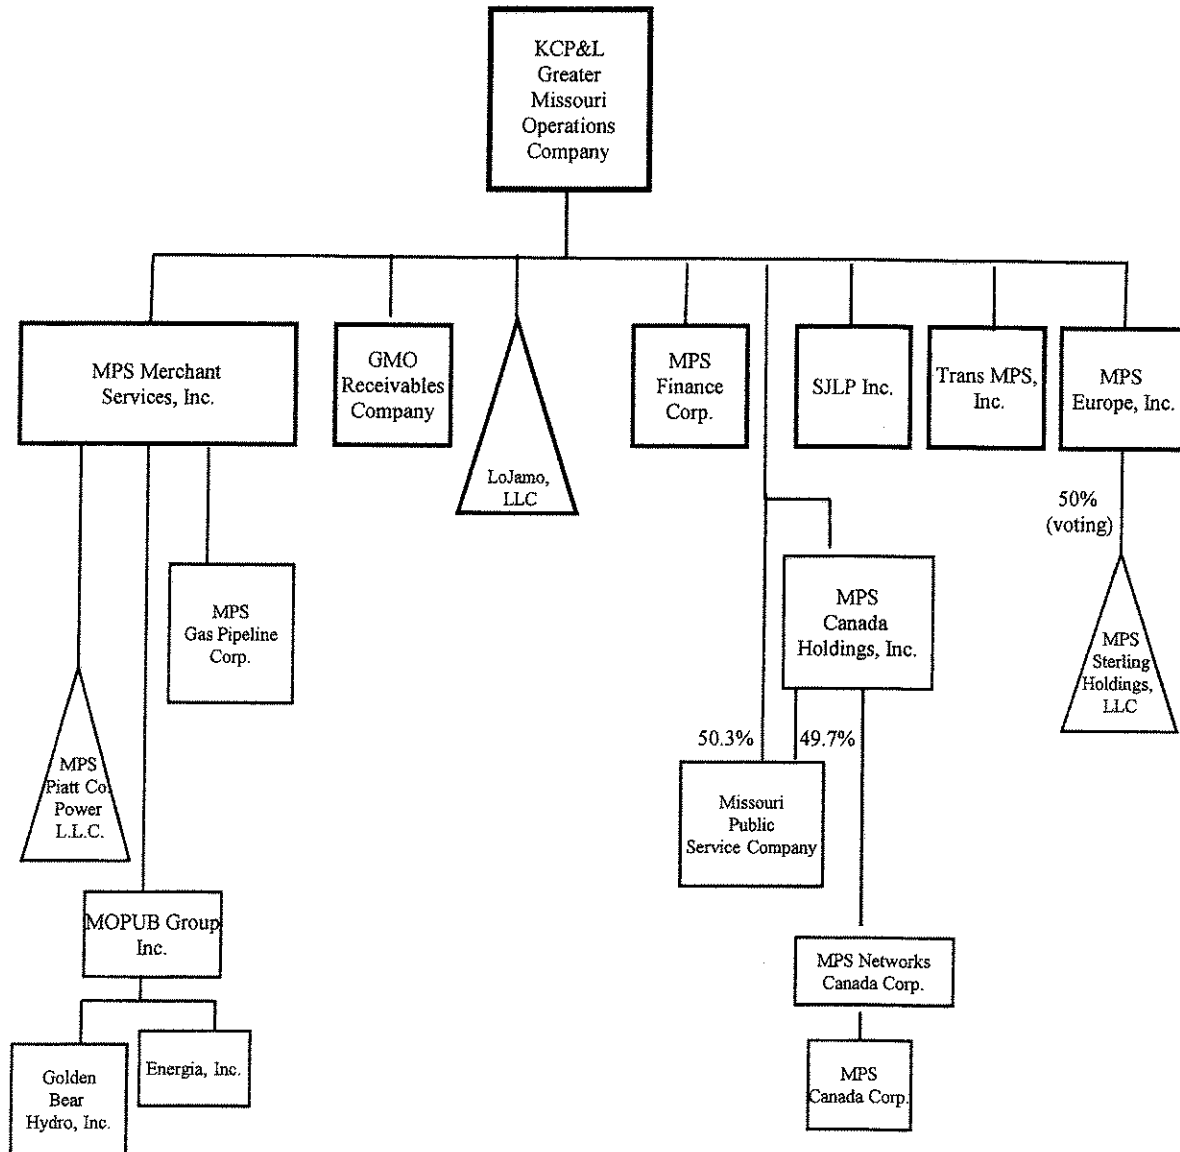 KCP&L
Greater
Missouri
Operations
Company
MPS Merchant
Services, Inc.
GMO
Receivables
Company
LoJamo,
LLC
MPS
Finance
Corp.
SJLP Inc.
Trans MPS,
Inc.
MPS
Europe, Inc.
50%
(voting)
MPS
Gas Pipeline
Corp.
MPS
Canada
Holdings, Inc.
MPS
Sterling
Holdings,
LLC
50.3%
49.7%
MPS
Piatt Co.
Power
L.L.C.
Missouri
Public
Service Company
MOPUB Group
Inc.
MPS Networks
Canada Corp.
Golden
Bear
Hydro, Inc.
Energia, Inc.
MPS
Canada Corp.